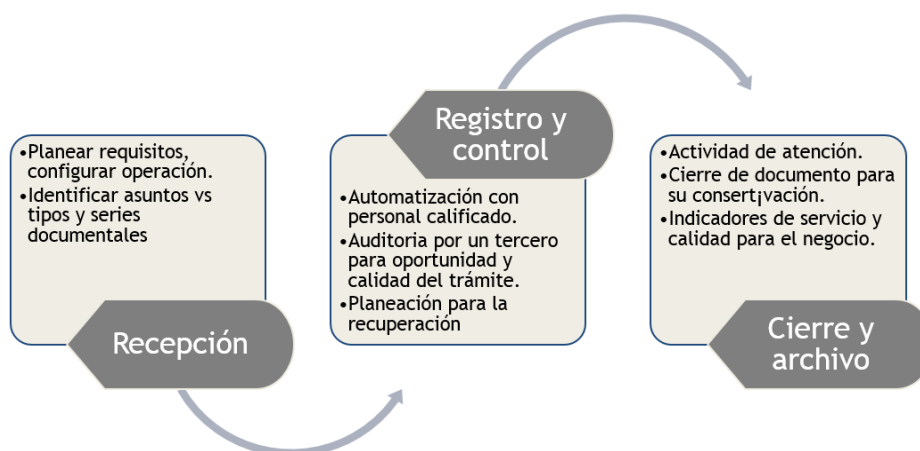 •Planear requisitos,
configurar operación.
•Identificar asuntos vs
tipos y series
documentales
Recepción
Registro y
control
•Automatización con
personal calificado.
•Auditoria por un tercero
para oportunidad y
calidad del trámite.
•Planeación para la
recuperación
•Actividad de atención.
•Cierre de documento para
su consert¡vación.
•Indicadores de servicio y
calidad para el negocio.
Cierre y
archivo